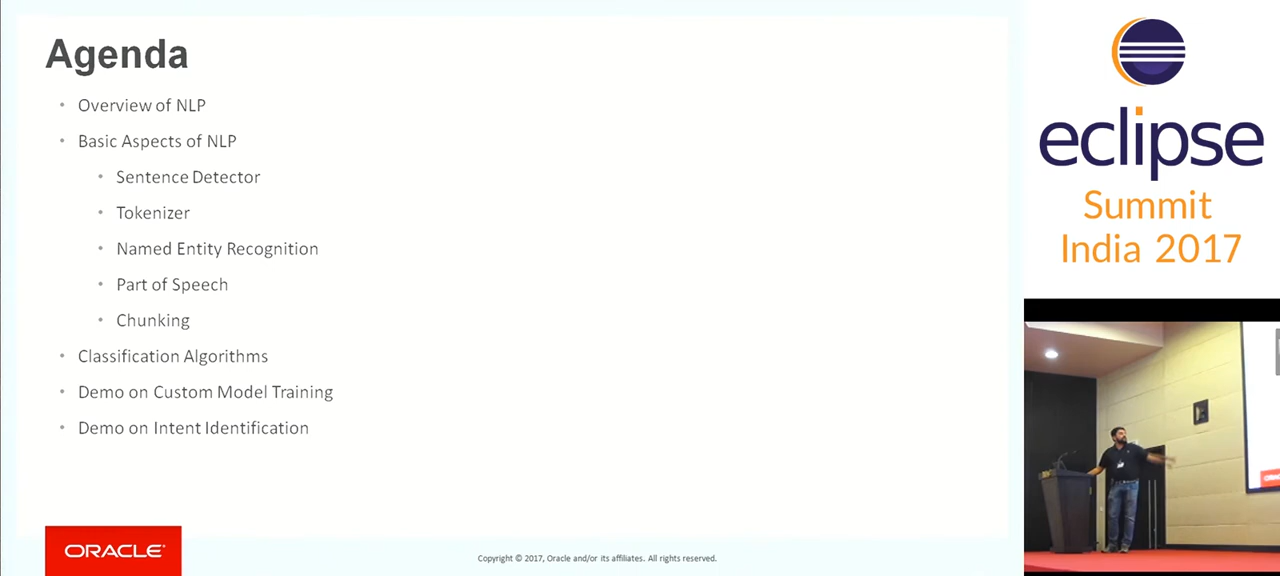 Agenda
• Overview of NLP
• Basic Aspects of NLP
• Sentence Detector
• Tokenizer
• Named Entity Recognition
• Part of Speech
• Chunking
• Classification Algorithms
• Demo on Custom Model Training
• Demo on Intent Identification
ORACLE®
Copyright © 2017, Oracle and/or its affiliates. All rights reserved.
eclipse
Summit
India 2017